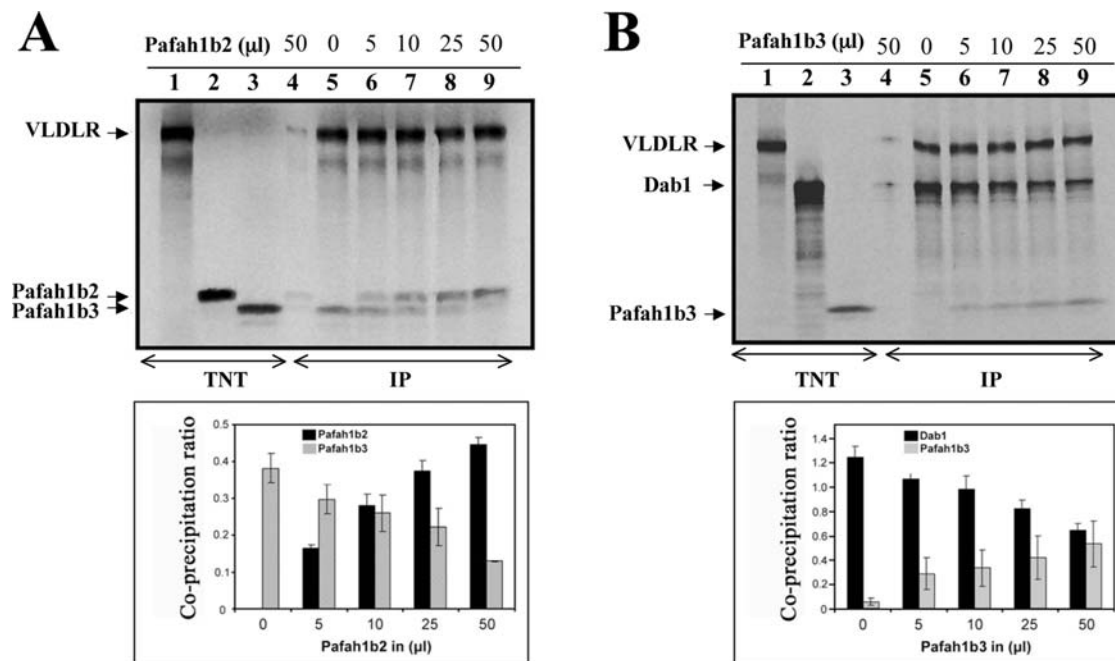 A
Pafah1b2 (μl) 50 0 5 10 25 50
1 2 3 4 5 6 7 8 9
VLDLR
Pafah1b2
Pafah1b3
TNT IP
Co-precipitation ratio
0.5
0.4
0.3
0.2
0.1
0
Pafah1b2
Pafah1b3
0 5 10 25 50
Pafah1b2 in (μl)
B
Pafah1b3 (μl) 50 0 5 10 25 50
1 2 3 4 5 6 7 8 9
VLDLR
Dab1
Pafah1b3
TNT IP
Co-precipitation ratio
1.4
1.2
1.0
0.8
0.6
0.4
0.2
0
Dab1
Pafah1b3
0 5 10 25 50
Pafah1b3 in (μl)